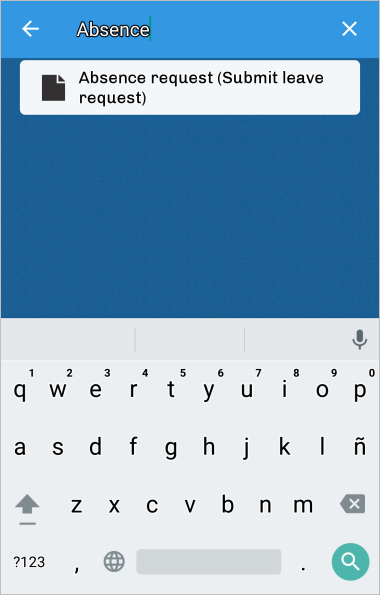 Absence
Absence request (Submit leave
request)
1 2 3 4 5 6 7 8 9 0
q w e r t y u i o p
a s d f g h j k l ñ
z x c v b n m
?123 , .